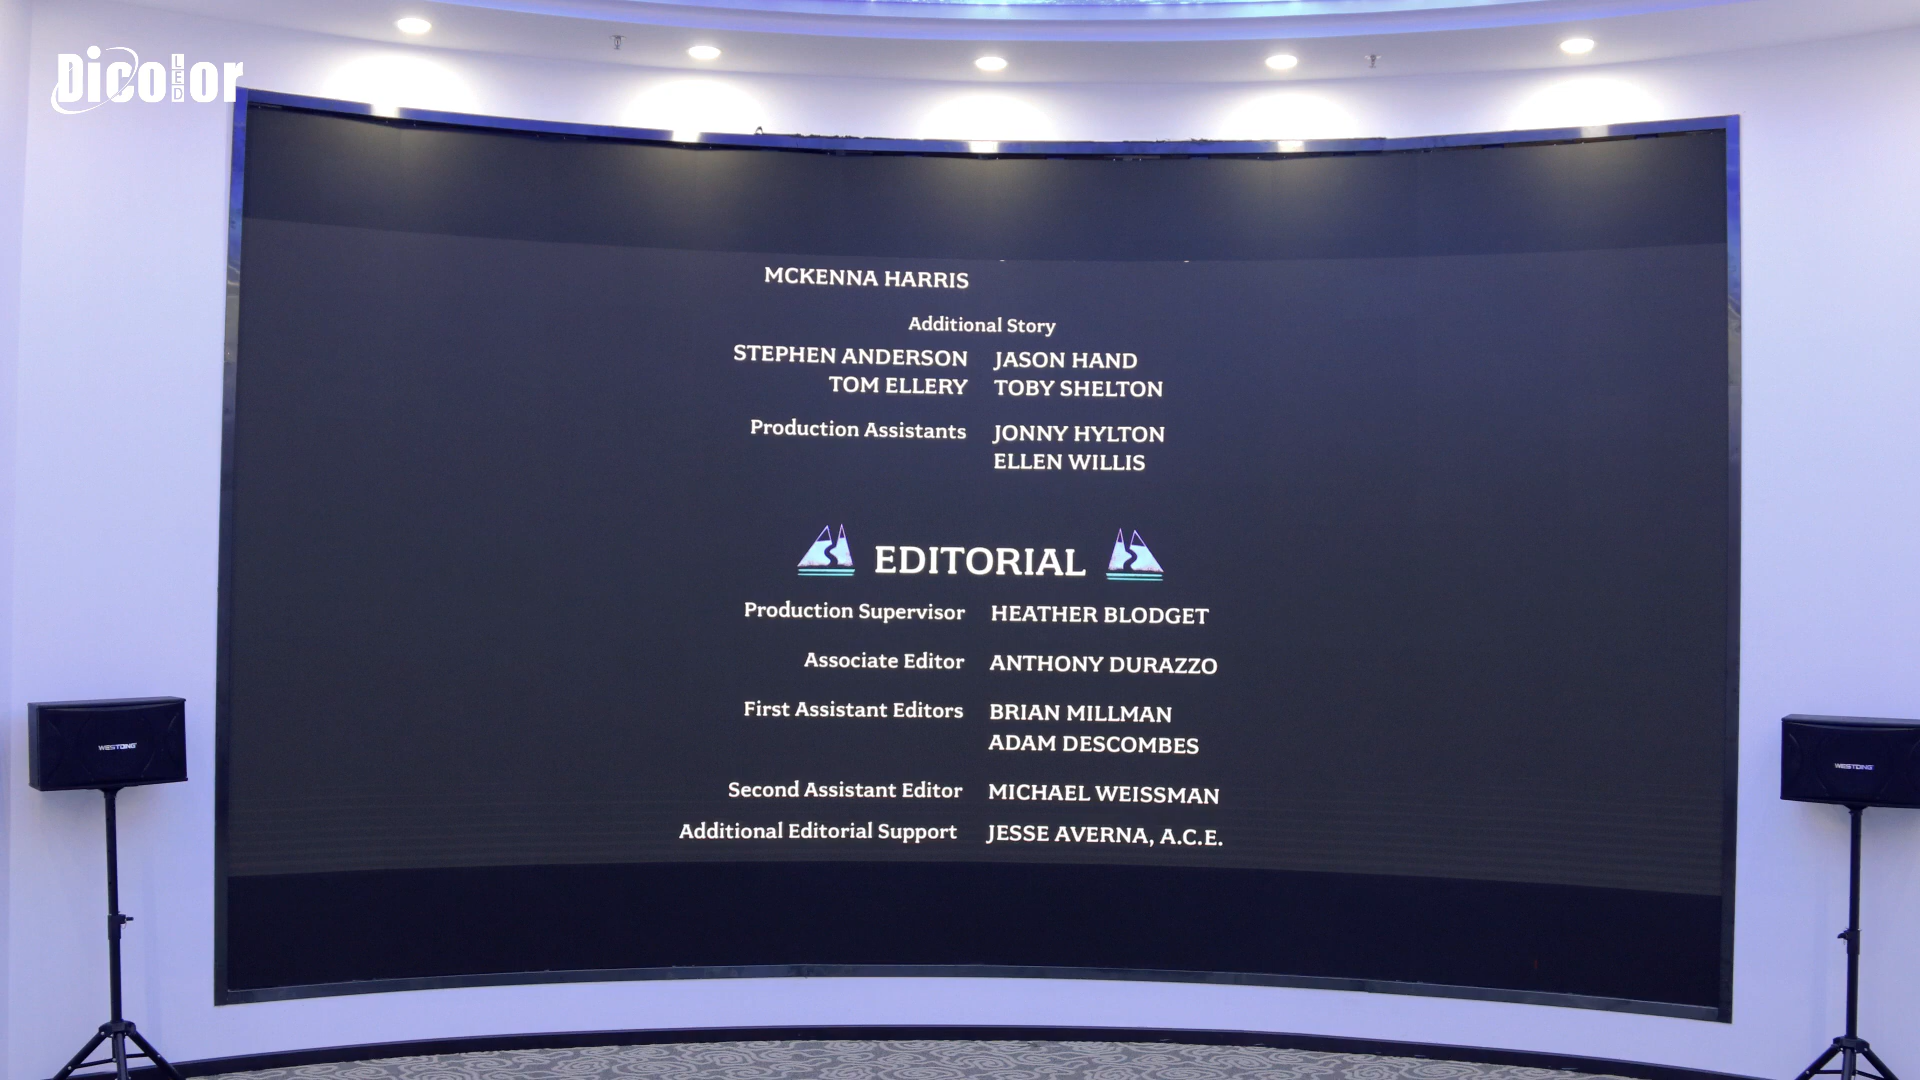 Dicolor
LED
MCKENNA HARRIS
Additional Story
STEPHEN ANDERSON JASON HAND
TOM ELLERY TOBY SHELTON
Production Assistants JONNY HYLTON
ELLEN WILLIS
EDITORIAL
Production Supervisor HEATHER BLODGET
Associate Editor ANTHONY DURAZZO
First Assistant Editors BRIAN MILLMAN
ADAM DESCOMBES
Second Assistant Editor MICHAEL WEISSMAN
Additional Editorial Support JESSE AVERNA, A.C.E.
WESTDING
WESTDING